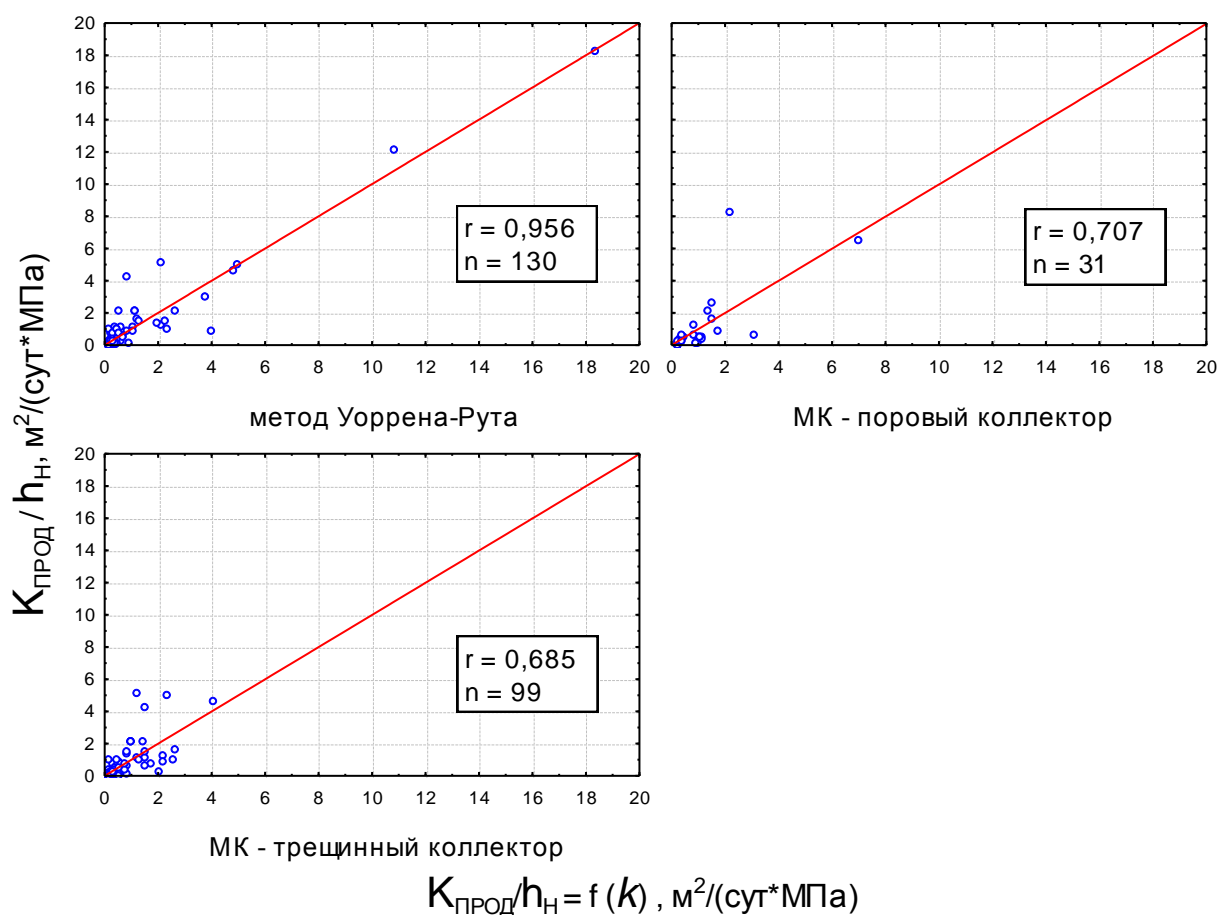 20
18
16
14
12
10
8
6
4
2
0
0 2 4 6 8 10 12 14 16 18 20
r = 0,956
n = 130
метод Уоррена-Рута
0 2 4 6 8 10 12 14 16 18 20
r = 0,707
n = 31
МК - поровый коллектор
KПРОД / hН, м²/(сут*МПа)
20
18
16
14
12
10
8
6
4
2
0
0 2 4 6 8 10 12 14 16 18 20
r = 0,685
n = 99
МК - трещинный коллектор
KПРОД/hН = f (k) , м²/(сут*МПа)